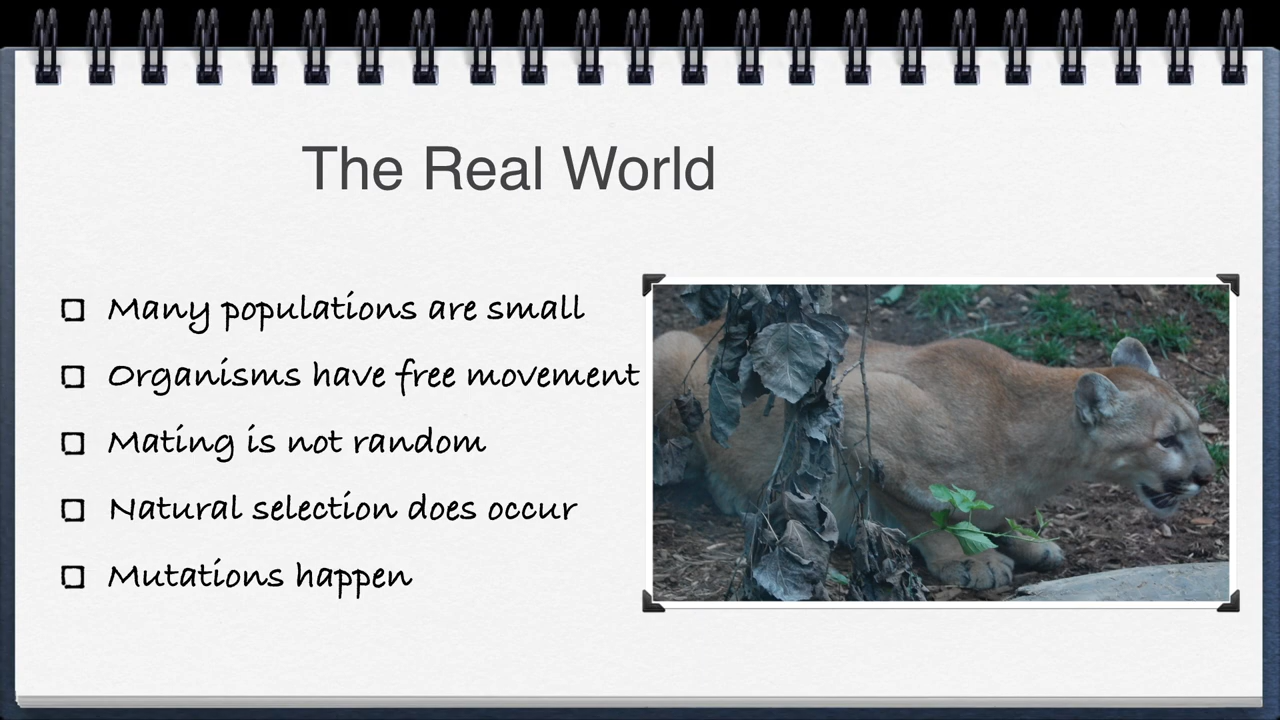 The Real World
Many populations are small
Organisms have free movement
Mating is not random
Natural selection does occur
Mutations happen